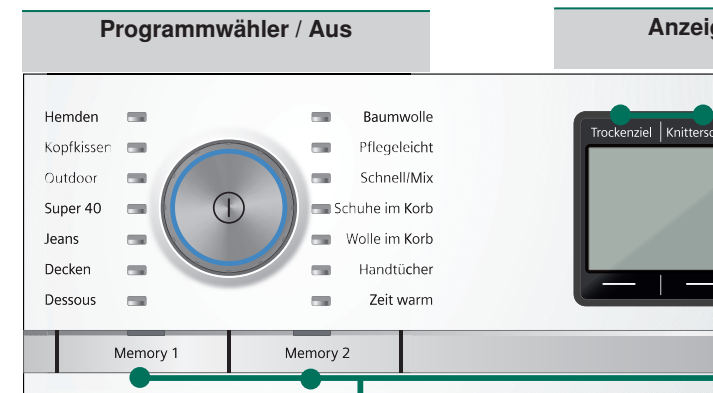 Programmwähler / Aus
Anzeig
Hemden
Kopfkissen
Outdoor
Super 40
Jeans
Decken
Dessous
Baumwolle
Pflegeleicht
Schnell/Mix
Schuhe im Korb
Wolle im Korb
Handtücher
Zeit warm
Trockenziel
Knittersc
Memory 1
Memory 2